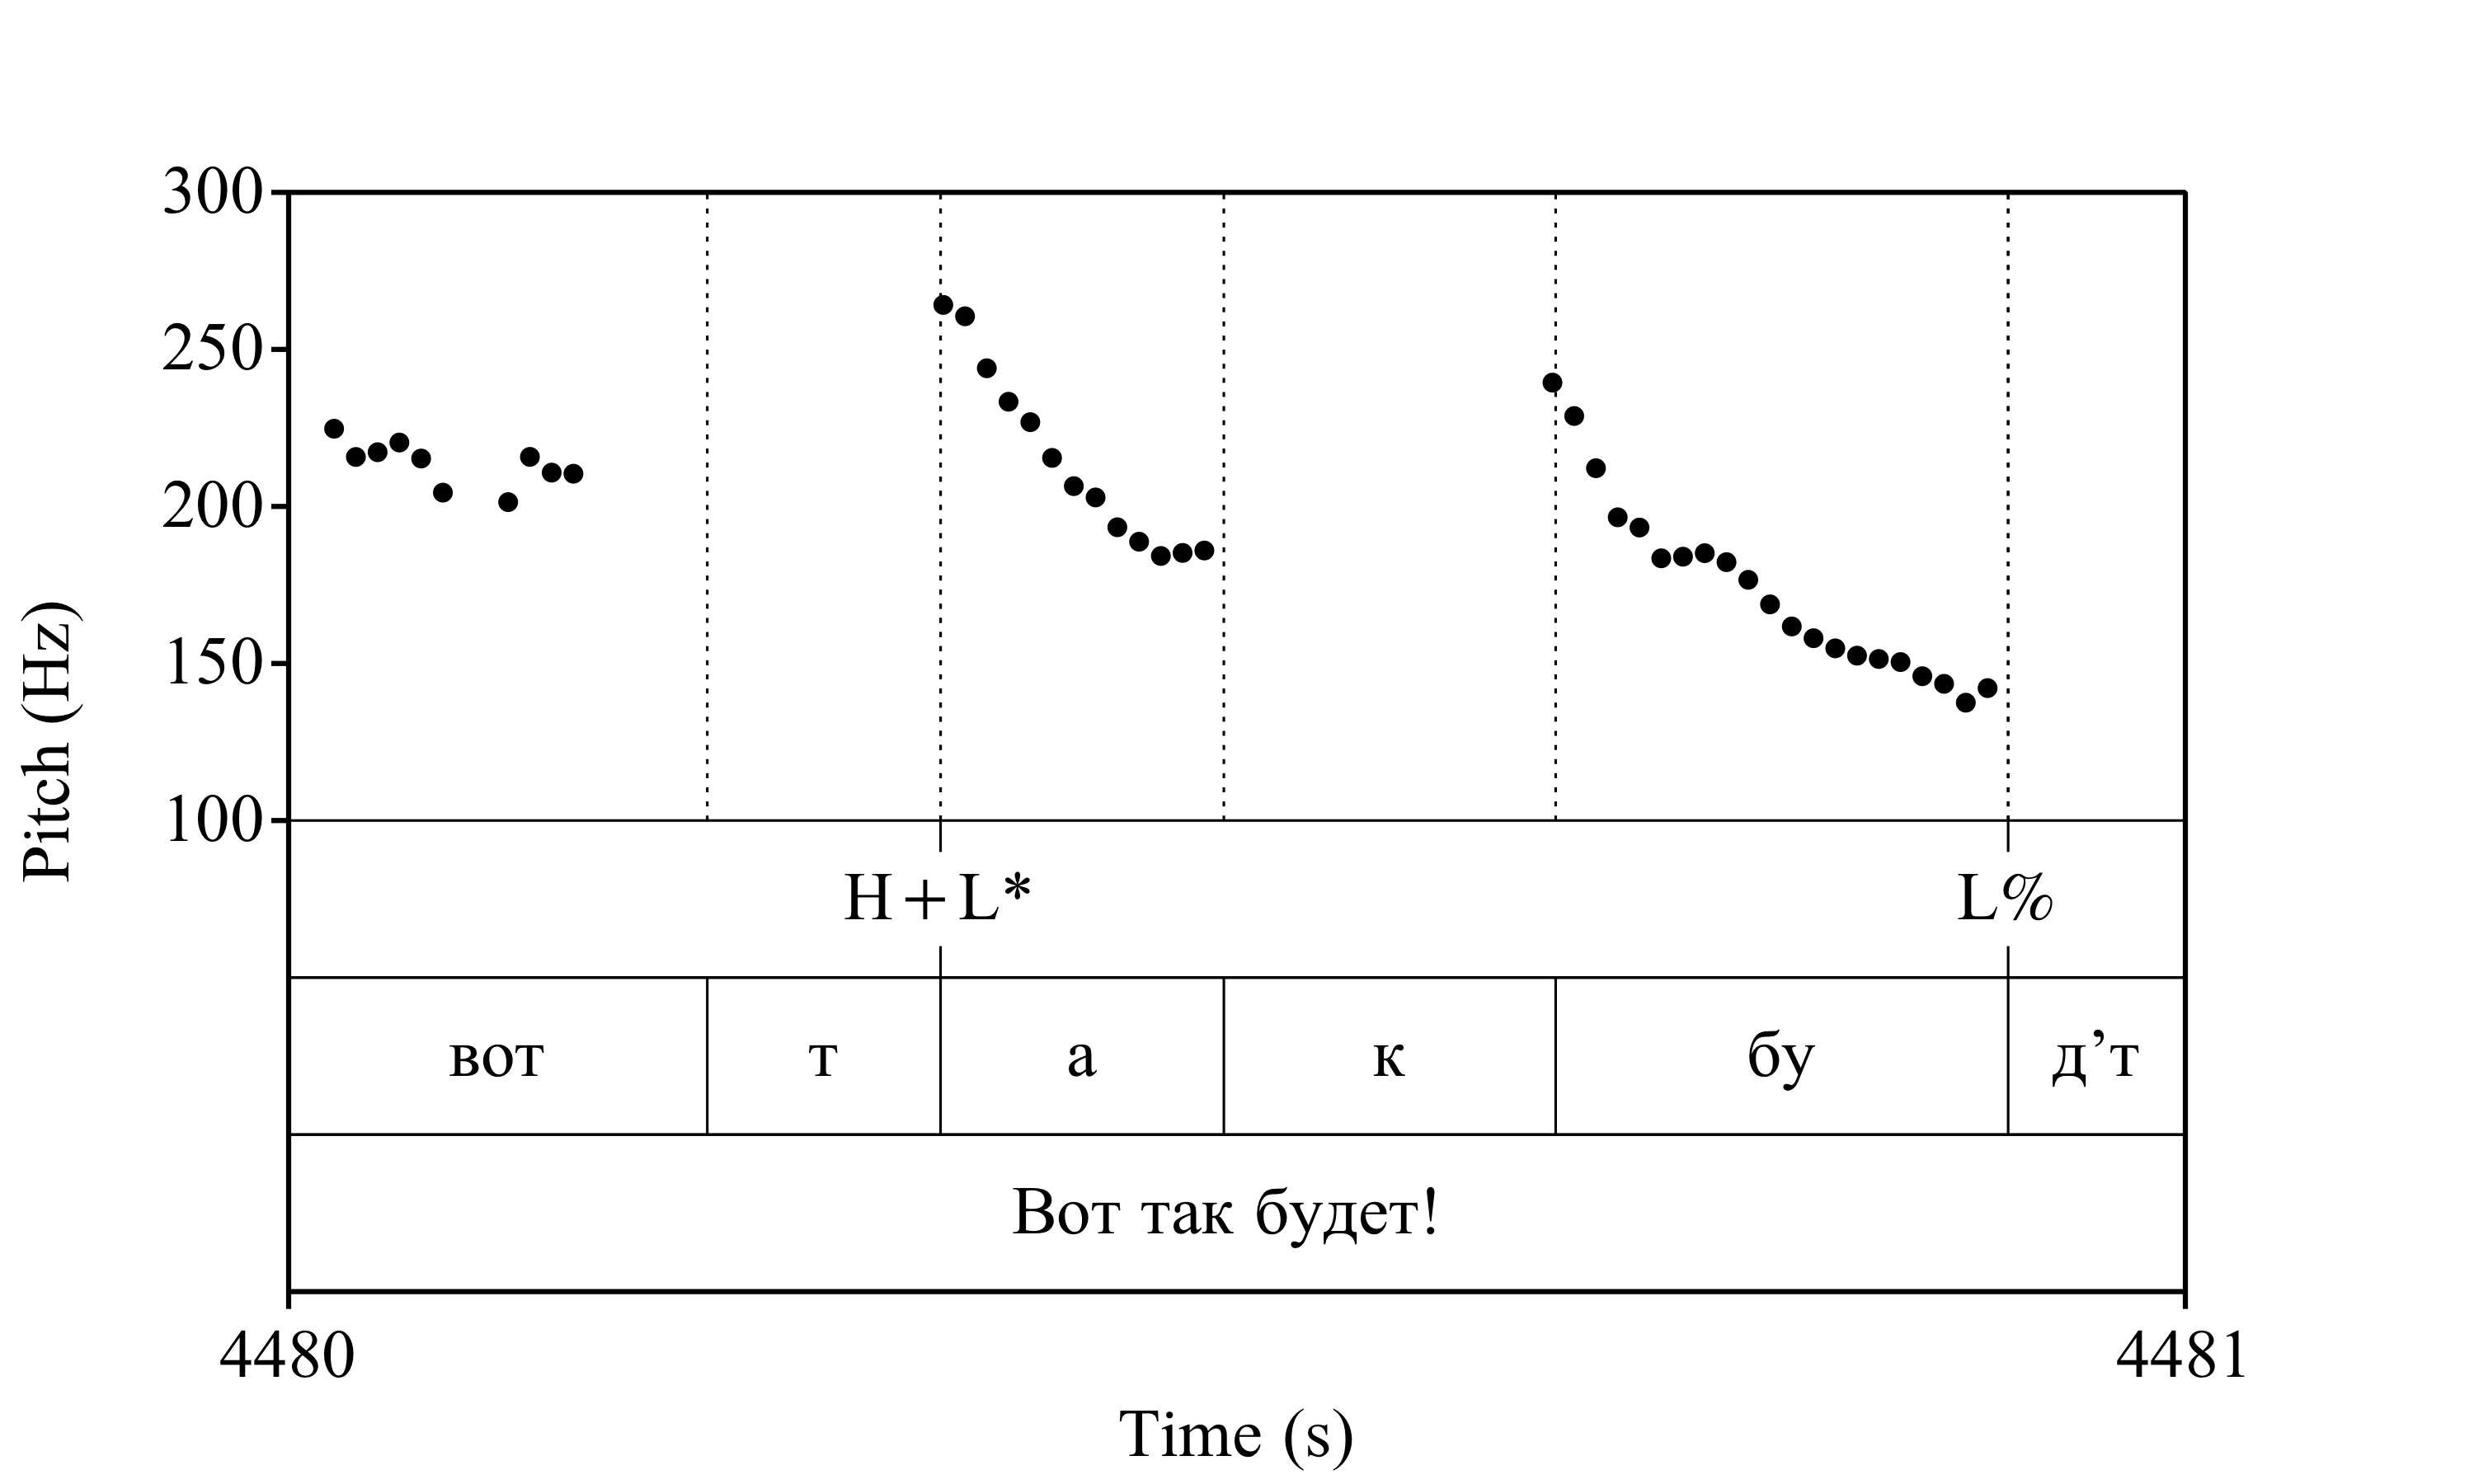 300
250
200
150
100
Pitch (Hz)
H+L* L%
вот т а к бу д’т
Вот так будет!
4480 4481
Time (s)